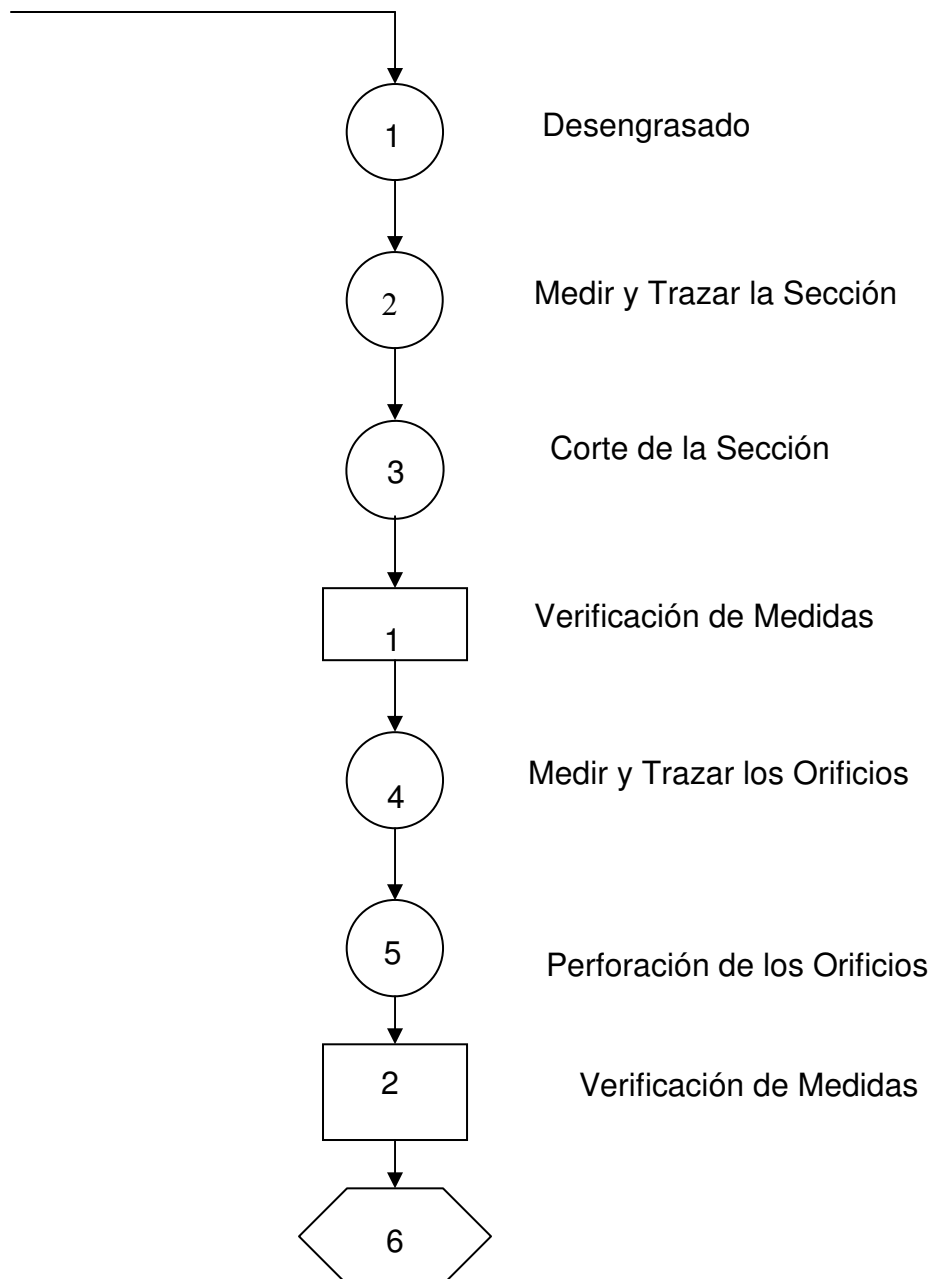 1 Desengrasado
2 Medir y Trazar la Sección
3 Corte de la Sección
1 Verificación de Medidas
4 Medir y Trazar los Orificios
5 Perforación de los Orificios
2 Verificación de Medidas
6